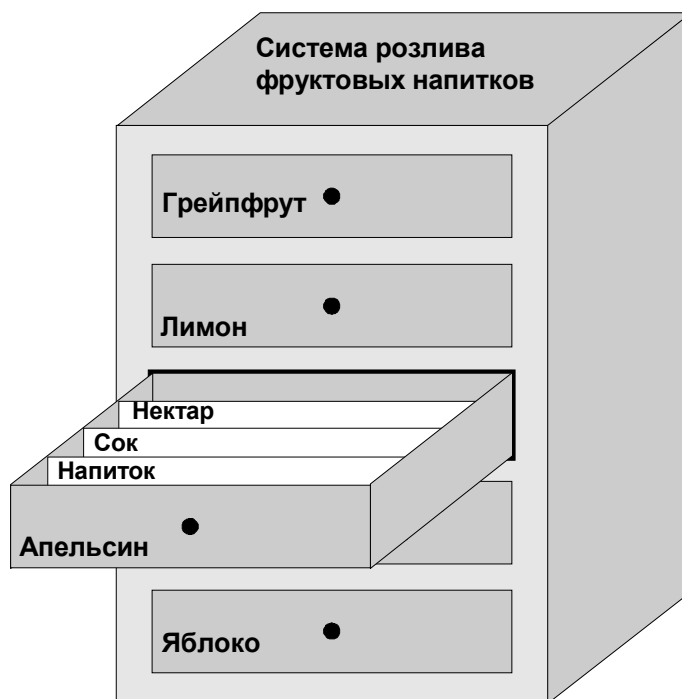 Система розлива
фруктовых напитков
Грейпфрут
Лимон
Нектар
Сок
Напиток
Апельсин
Яблоко